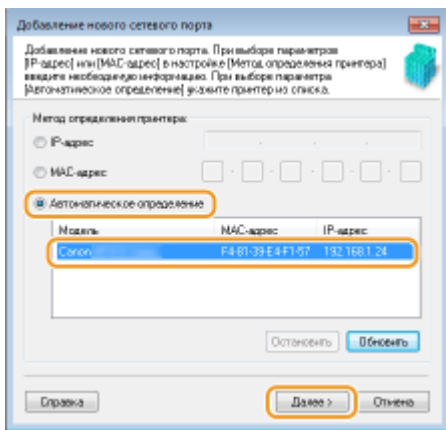 Добавление нового сетевого порта
Добавление нового сетевого порта. При выборе параметров
[IP-адрес] или [MAC-адрес] в настройке [Метод определения принтера]
введите необходимую информацию. При выборе параметра
[Автоматическое определение] укажите принтер из списка.
Метод определения принтера:
IP-адрес:
MAC-адрес:
Автоматическое определение
Модель MAC-адрес IP-адрес
Canon F4-81-39-E4-F1-57 192.168.1.24
Остановить Обновить
Справка Далее > Отмена